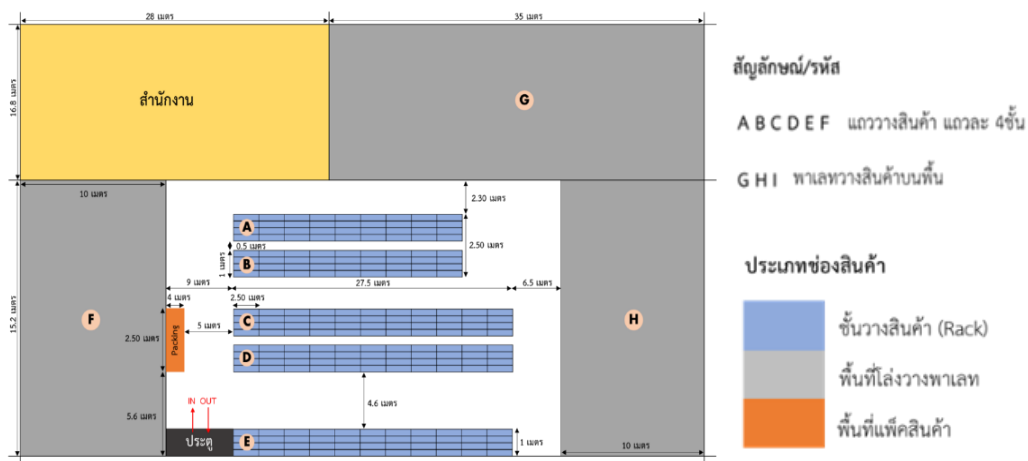 28 เมตร
35 เมตร
16.8 เมตร
สำนักงาน
G
10 เมตร
2.30 เมตร
A
0.5 เมตร
2.50 เมตร
B
1 เมตร
9 เมตร
27.5 เมตร
6.5 เมตร
15.2 เมตร
4 เมตร
2.50 เมตร
F
C
H
Packing
5 เมตร
2.50 เมตร
D
5.6 เมตร
IN OUT
4.6 เมตร
ประตู
E
1 เมตร
10 เมตร
สัญลักษณ์/รหัส
A B C D E F แถววางสินค้า แถวละ 4ชั้น
G H I พาเลทวางสินค้าบนพื้น
ประเภทช่องสินค้า
ชั้นวางสินค้า (Rack)
พื้นที่โล่งวางพาเลท
พื้นที่แพ็คสินค้า